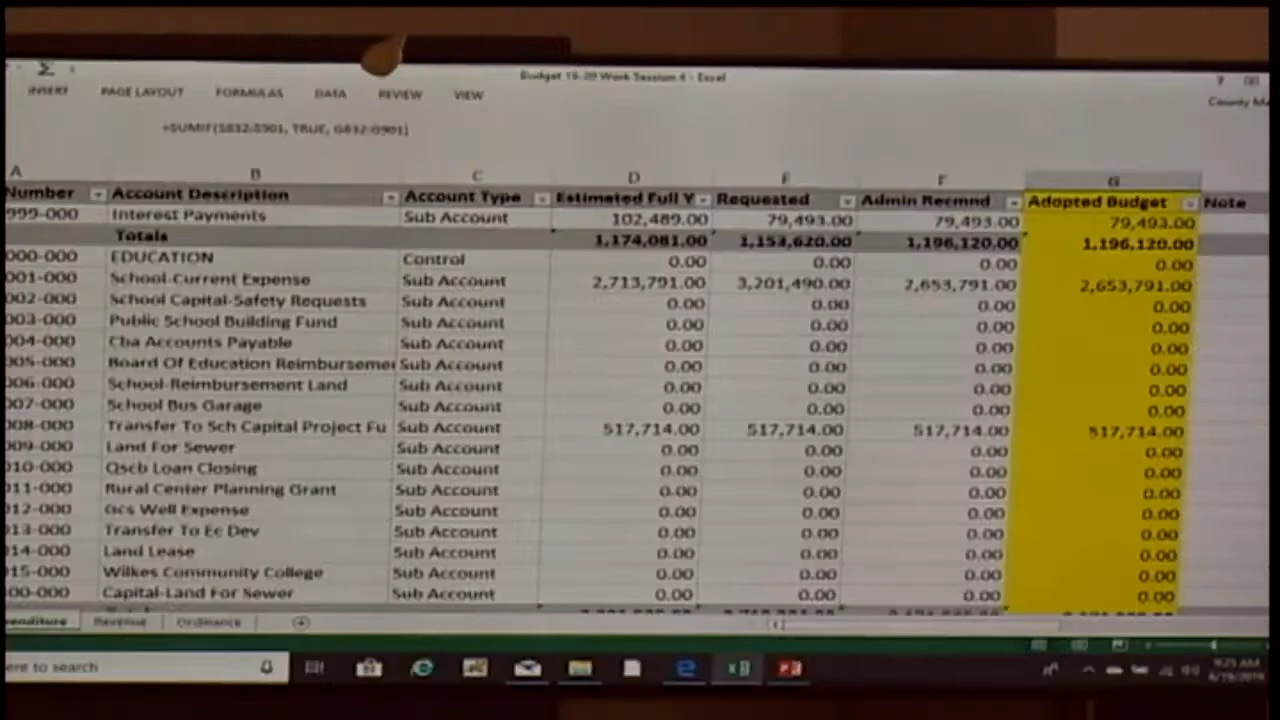 Budget 19-20 Work Session 4 - Excel
?
INSERT PAGE LAYOUT FORMULAS DATA REVIEW VIEW
County Ma
=SUMIF(S832:S901, TRUE, G832:G901)
A B C D E F G
Number Account Description Account Type Estimated Full Y Requested Admin Recmnd Adopted Budget Note
999-000 Interest Payments Sub Account 102,489.00 79,493.00 79,493.00 79,493.00
Totals 1,174,081.00 1,153,620.00 1,196,120.00 1,196,120.00
000-000 EDUCATION Control 0.00 0.00 0.00 0.00
001-000 School-Current Expense Sub Account 2,713,791.00 3,201,490.00 2,653,791.00 2,653,791.00
002-000 School Capital-Safety Requests Sub Account 0.00 0.00 0.00 0.00
003-000 Public School Building Fund Sub Account 0.00 0.00 0.00 0.00
004-000 Cba Accounts Payable Sub Account 0.00 0.00 0.00 0.00
005-000 Board Of Education Reimbursemer Sub Account 0.00 0.00 0.00 0.00
006-000 School-Reimbursement Land Sub Account 0.00 0.00 0.00 0.00
007-000 School Bus Garage Sub Account 0.00 0.00 0.00 0.00
008-000 Transfer To Sch Capital Project Fu Sub Account 517,714.00 517,714.00 517,714.00 517,714.00
009-000 Land For Sewer Sub Account 0.00 0.00 0.00 0.00
010-000 Qscb Loan Closing Sub Account 0.00 0.00 0.00 0.00
011-000 Rural Center Planning Grant Sub Account 0.00 0.00 0.00 0.00
012-000 Gcs Well Expense Sub Account 0.00 0.00 0.00 0.00
013-000 Transfer To Ec Dev Sub Account 0.00 0.00 0.00 0.00
014-000 Land Lease Sub Account 0.00 0.00 0.00 0.00
015-000 Wilkes Community College Sub Account 0.00 0.00 0.00 0.00
00-000 Capital-Land For Sewer Sub Account 0.00 0.00 0.00 0.00
enditure Revenue Ordinance
ere to search
9:25 AM